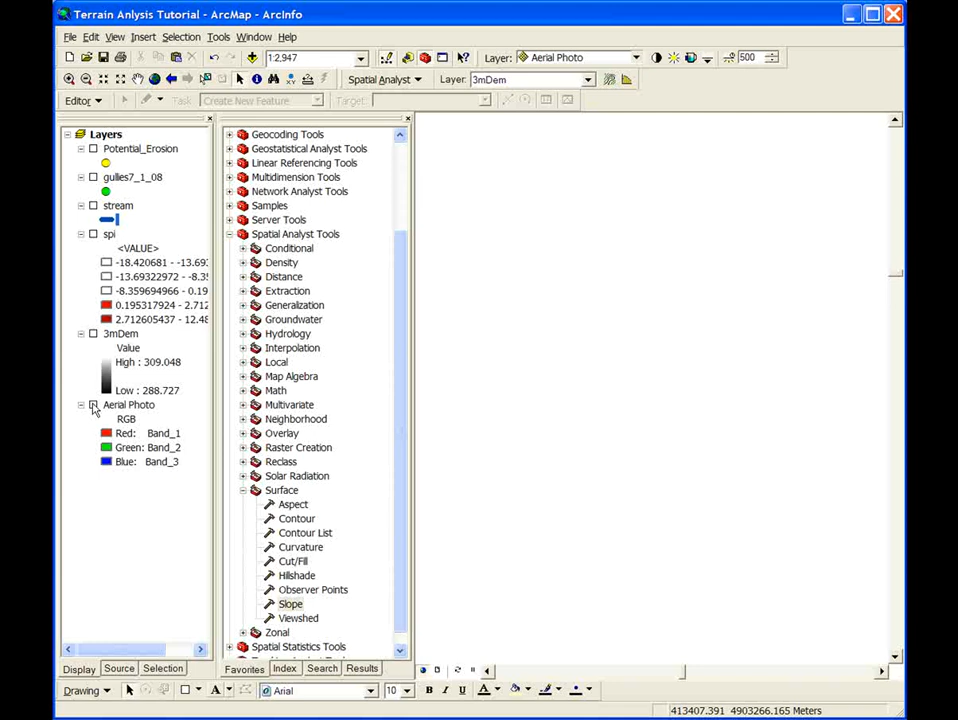 Terrain Anlysis Tutorial - ArcMap - ArcInfo
File Edit View Insert Selection Tools Window Help
1:2,947 Layer: Aerial Photo 500
Spatial Analyst Layer: 3mDem
Editor Task: Create New Feature Target:
Layers
Potential_Erosion
gullies7_1_08
stream
spi
<VALUE>
-18.420681 - -13.693
-13.69322972 - -8.35
-8.359694966 - 0.19
0.195317924 - 2.712
2.712605437 - 12.48
3mDem
Value
High : 309.048
Low : 288.727
Aerial Photo
RGB
Red: Band_1
Green: Band_2
Blue: Band_3
Geocoding Tools
Geostatistical Analyst Tools
Linear Referencing Tools
Multidimension Tools
Network Analyst Tools
Samples
Server Tools
Spatial Analyst Tools
Conditional
Density
Distance
Extraction
Generalization
Groundwater
Hydrology
Interpolation
Local
Map Algebra
Math
Multivariate
Neighborhood
Overlay
Raster Creation
Reclass
Solar Radiation
Surface
Aspect
Contour
Contour List
Curvature
Cut/Fill
Hillshade
Observer Points
Slope
Viewshed
Zonal
Spatial Statistics Tools
Display Source Selection
Favorites Index Search Results
Drawing A Arial 10 B I U A
413407.391 4903266.165 Meters